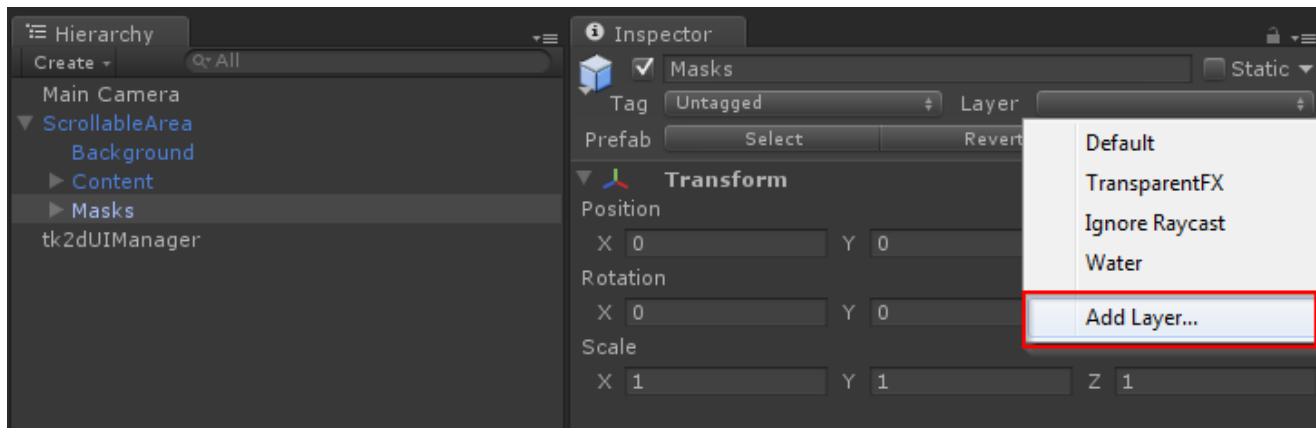 Hierarchy
Create
All
Main Camera
ScrollableArea
Background
Content
Masks
tk2dUIManager
Inspector
Masks
Static
Tag Untagged Layer
Prefab Select Revert
Default
TransparentFX
Ignore Raycast
Water
Add Layer...
Transform
Position
X 0 Y 0
Rotation
X 0 Y 0
Scale
X 1 Y 1 Z 1